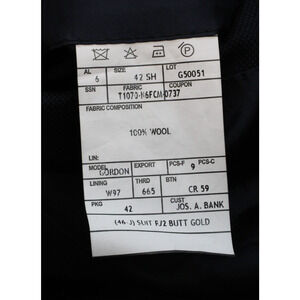 P
AL SIZE LOT
6 42 SH G50051
SSN FABRIC COUPON
T1070-N6FCM-0737
FABRIC COMPOSITION
100% WOOL
LIN:
MODEL EXPORT PCS-F PCS-C
GORDON 9
LINING THRD BTN
W97 665 CR 59
PKG CUST
42 JOS. A. BANK
(46-J) SUIT FJ2 BUTT GOLD